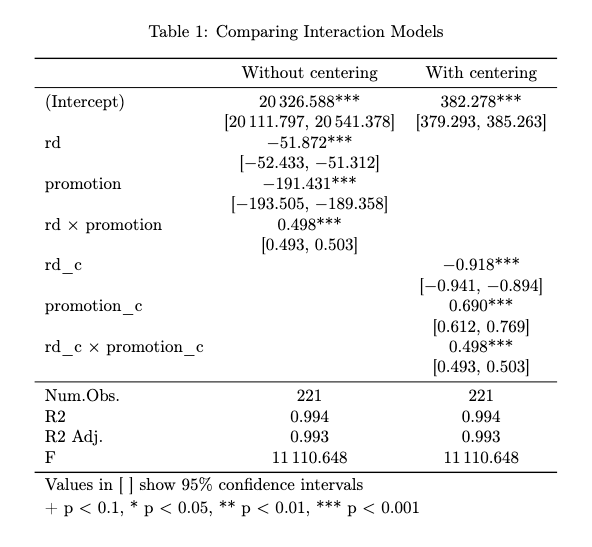 Table 1: Comparing Interaction Models
Without centering With centering
(Intercept) 20 326.588*** 382.278***
[20 111.797, 20 541.378] [379.293, 385.263]
rd −51.872***
[−52.433, −51.312]
promotion −191.431***
[−193.505, −189.358]
rd × promotion 0.498***
[0.493, 0.503]
rd_c −0.918***
[−0.941, −0.894]
promotion_c 0.690***
[0.612, 0.769]
rd_c × promotion_c 0.498***
[0.493, 0.503]
Num.Obs. 221 221
R2 0.994 0.994
R2 Adj. 0.993 0.993
F 11 110.648 11 110.648
Values in [ ] show 95% confidence intervals
+ p < 0.1, * p < 0.05, ** p < 0.01, *** p < 0.001